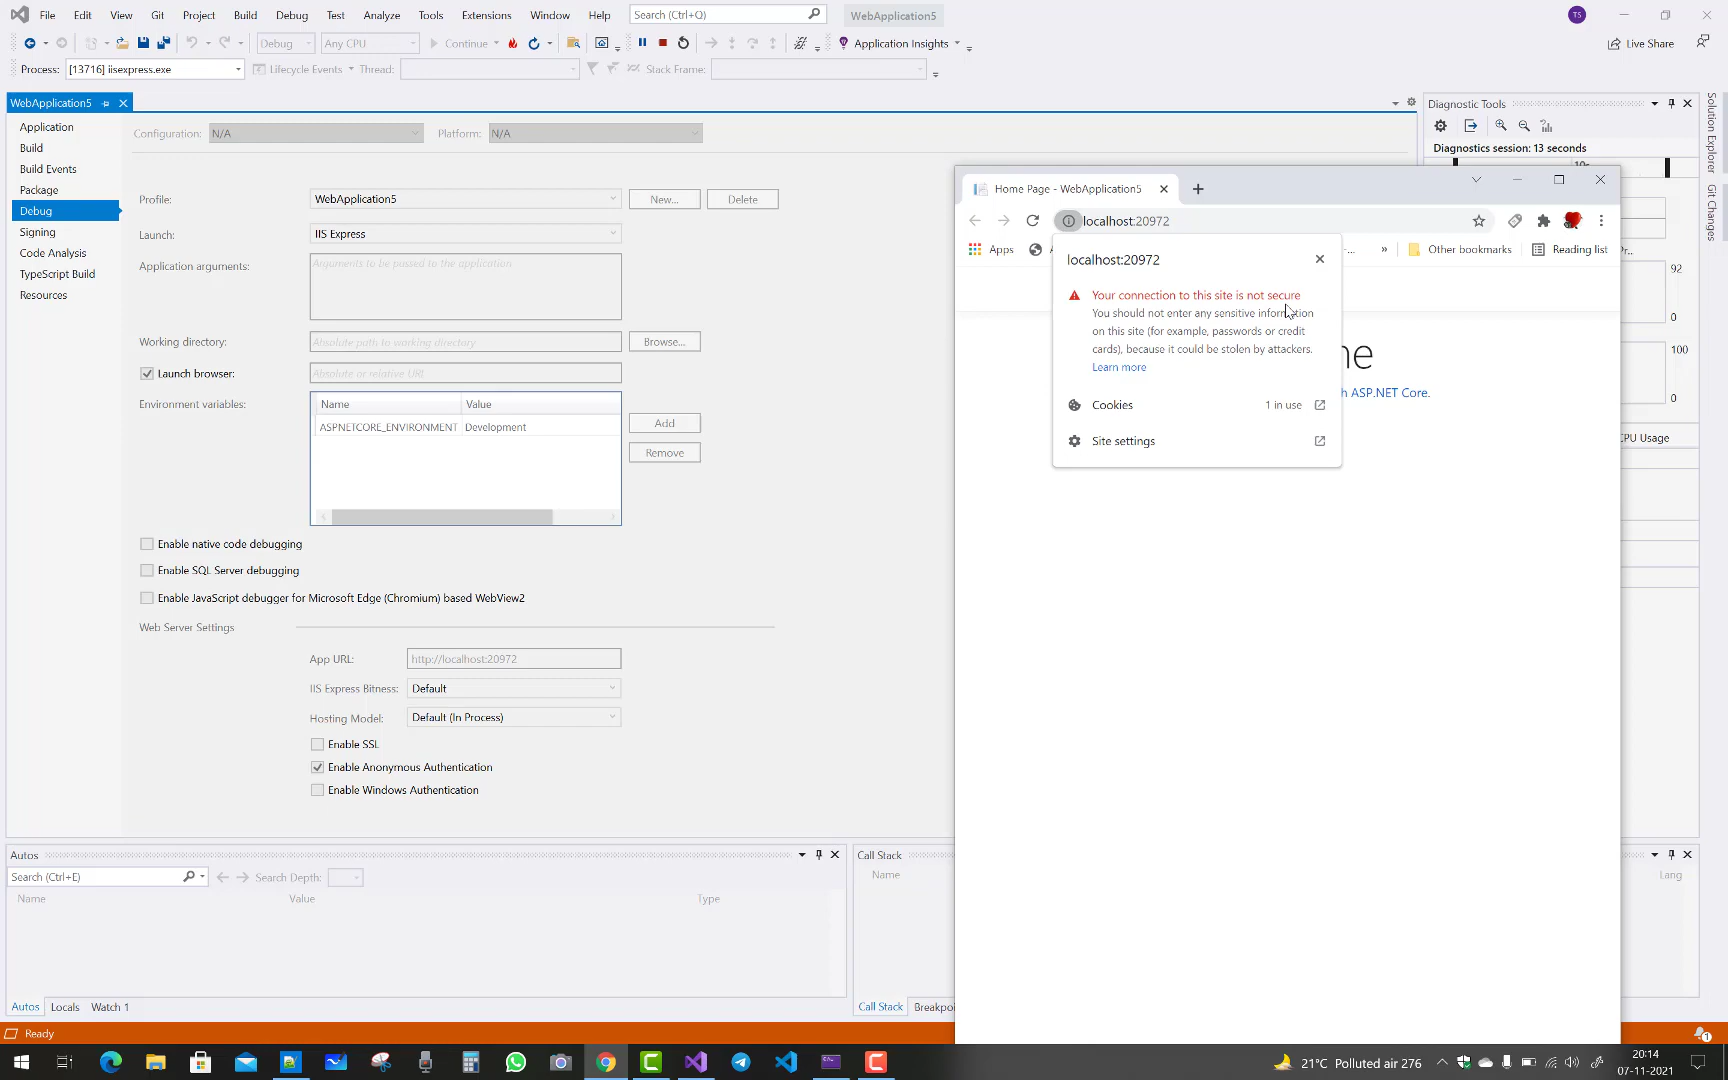 File Edit View Git Project Build Debug Test Analyze Tools Extensions Window Help Search (Ctrl+Q) WebApplication5 TS
Debug Any CPU Continue Application Insights Live Share
Process: [13716] iisexpress.exe Lifecycle Events Thread: Stack Frame:
WebApplication5
Application
Build
Build Events
Package
Debug
Signing
Code Analysis
TypeScript Build
Resources
Configuration: N/A Platform: N/A
Profile: WebApplication5 New... Delete
Launch: IIS Express
Application arguments: Arguments to be passed to the application
Working directory: Absolute path to working directory Browse...
Launch browser: Absolute or relative URL
Environment variables: Name Value
ASPNETCORE_ENVIRONMENT Development
Add
Remove
Enable native code debugging
Enable SQL Server debugging
Enable JavaScript debugger for Microsoft Edge (Chromium) based WebView2
Web Server Settings
App URL: http://localhost:20972
IIS Express Bitness: Default
Hosting Model: Default (In Process)
Enable SSL
Enable Anonymous Authentication
Enable Windows Authentication
Diagnostic Tools
Diagnostics session: 13 seconds
10s
92
0
100
0
CPU Usage
Solution Explorer
Git Changes
Home Page - WebApplication5
localhost:20972
Apps Other bookmarks Reading list
localhost:20972
Your connection to this site is not secure
You should not enter any sensitive information
on this site (for example, passwords or credit
cards), because it could be stolen by attackers.
Learn more
Cookies 1 in use
Site settings
me
h ASP.NET Core.
Autos
Search (Ctrl+E) Search Depth:
Name Value Type
Autos Locals Watch 1
Call Stack
Name Lang
Call Stack Breakpoi
Ready
21°C Polluted air 276
20:14
07-11-2021